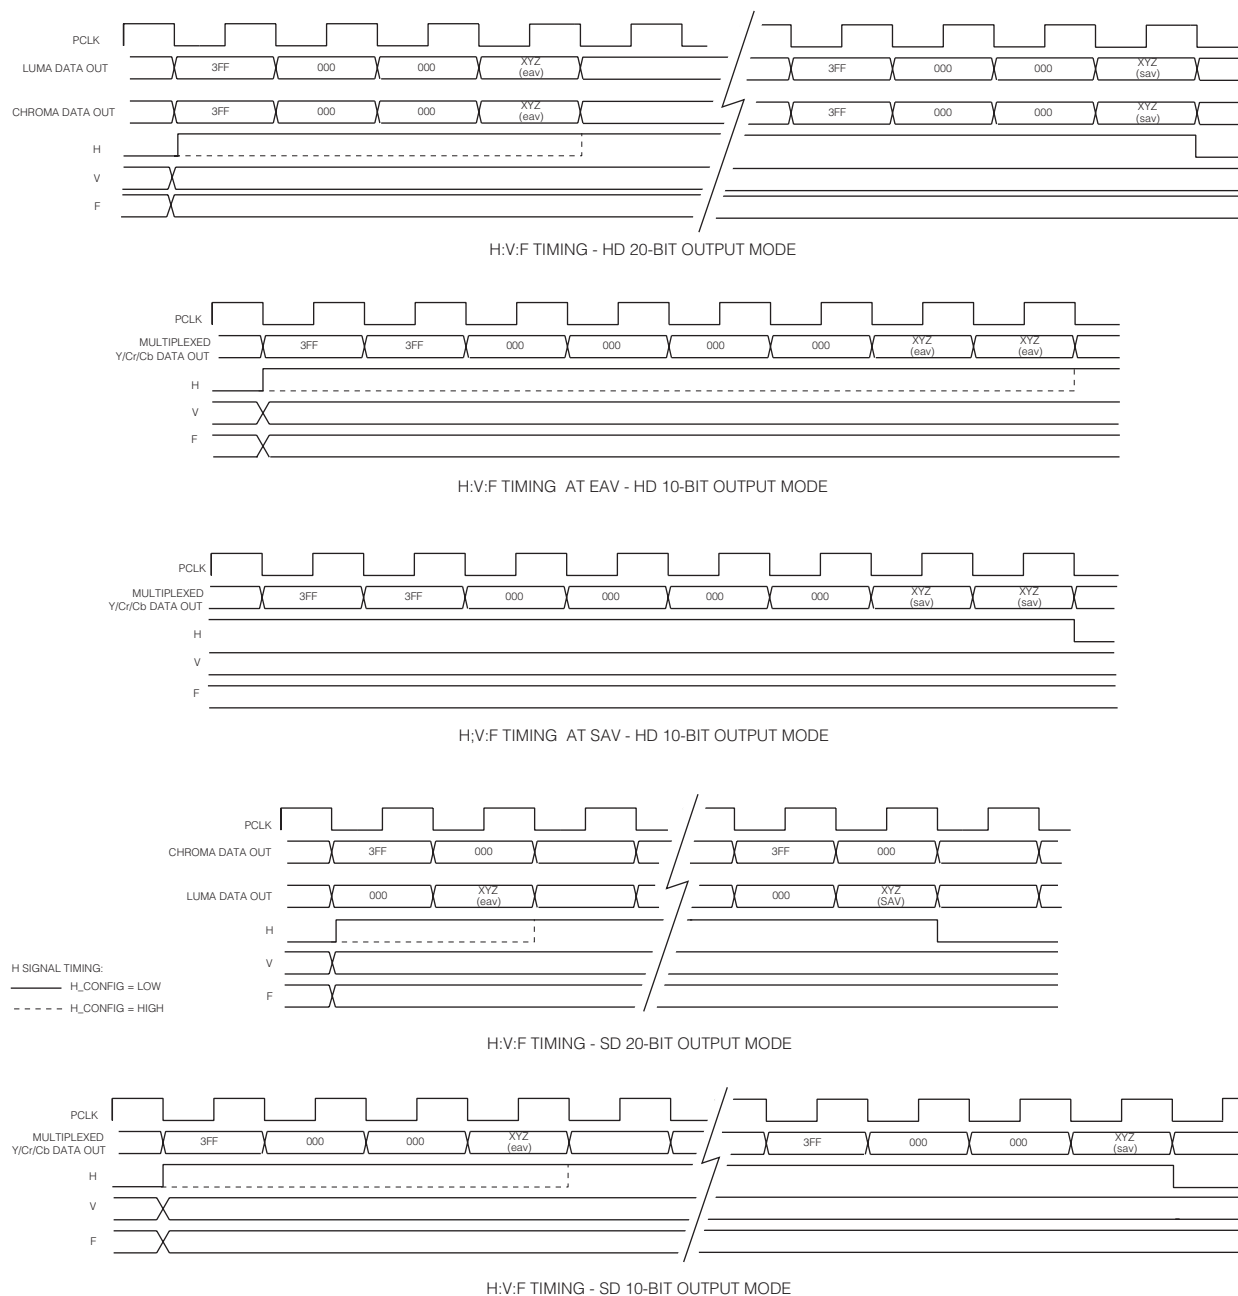 PCLK
LUMA DATA OUT 3FF 000 000 XYZ (eav) 3FF 000 000 XYZ (sav)
CHROMA DATA OUT 3FF 000 000 XYZ (eav) 3FF 000 000 XYZ (sav)
H
V
F
H:V:F TIMING - HD 20-BIT OUTPUT MODE
PCLK
MULTIPLEXED
Y/Cr/Cb DATA OUT 3FF 3FF 000 000 000 000 XYZ (eav) XYZ (eav)
H
V
F
H:V:F TIMING AT EAV - HD 10-BIT OUTPUT MODE
PCLK
MULTIPLEXED
Y/Cr/Cb DATA OUT 3FF 3FF 000 000 000 000 XYZ (sav) XYZ (sav)
H
V
F
H;V:F TIMING AT SAV - HD 10-BIT OUTPUT MODE
PCLK
CHROMA DATA OUT 3FF 000 3FF 000
LUMA DATA OUT 000 XYZ (eav) 000 XYZ (SAV)
H
V
F
H SIGNAL TIMING:
H_CONFIG = LOW
H_CONFIG = HIGH
H:V:F TIMING - SD 20-BIT OUTPUT MODE
PCLK
MULTIPLEXED
Y/Cr/Cb DATA OUT 3FF 000 000 XYZ (eav) 3FF 000 000 XYZ (sav)
H
V
F
H:V:F TIMING - SD 10-BIT OUTPUT MODE